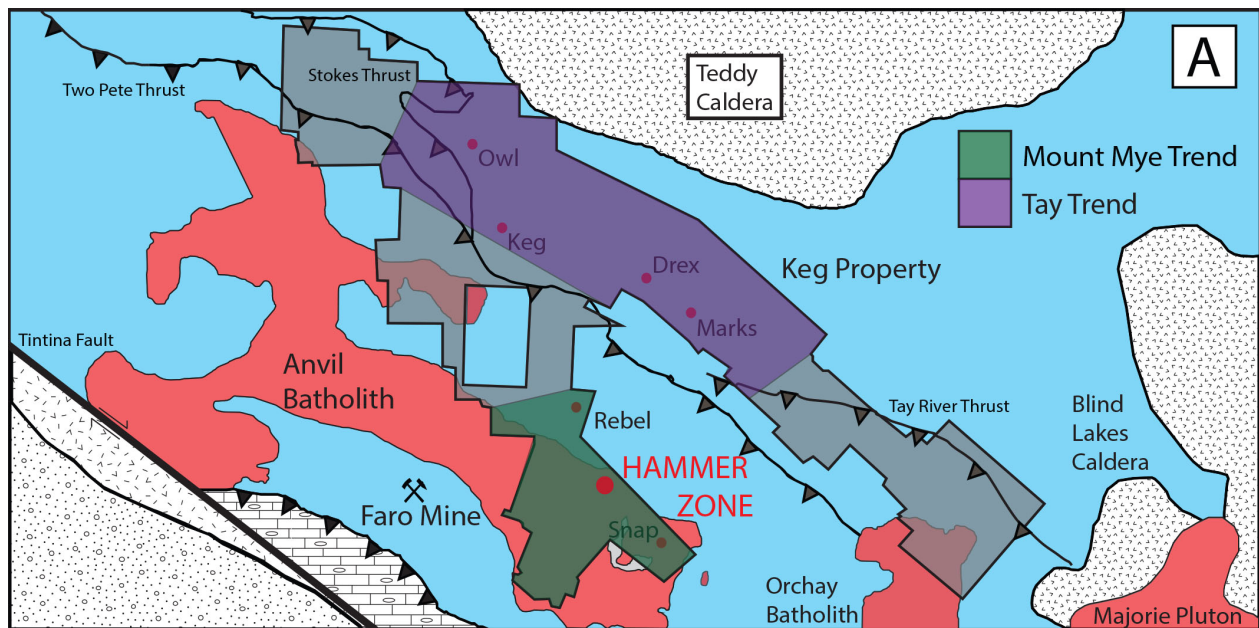 A
Teddy
Caldera
Stokes Thrust
Two Pete Thrust
Mount Mye Trend
Tay Trend
Owl
Keg
Drex
Keg Property
Marks
Tintina Fault
Anvil
Batholith
Rebel
Tay River Thrust
Blind
Lakes
Caldera
HAMMER
ZONE
Faro Mine
Snap
Orchay
Batholith
Majorie Pluton